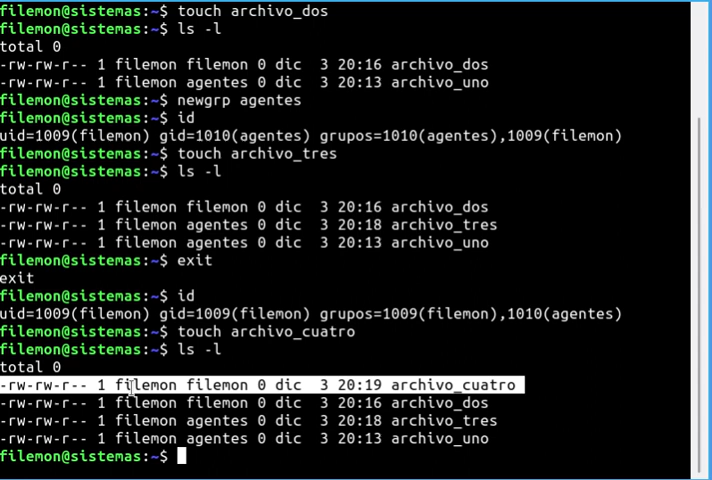 filemon@sistemas:~$ touch archivo_dos
filemon@sistemas:~$ ls -l
total 0
-rw-rw-r-- 1 filemon filemon 0 dic  3 20:16 archivo_dos
-rw-rw-r-- 1 filemon agentes 0 dic  3 20:13 archivo_uno
filemon@sistemas:~$ newgrp agentes
filemon@sistemas:~$ id
uid=1009(filemon) gid=1010(agentes) grupos=1010(agentes),1009(filemon)
filemon@sistemas:~$ touch archivo_tres
filemon@sistemas:~$ ls -l
total 0
-rw-rw-r-- 1 filemon filemon 0 dic  3 20:16 archivo_dos
-rw-rw-r-- 1 filemon agentes 0 dic  3 20:18 archivo_tres
-rw-rw-r-- 1 filemon agentes 0 dic  3 20:13 archivo_uno
filemon@sistemas:~$ exit
exit
filemon@sistemas:~$ id
uid=1009(filemon) gid=1009(filemon) grupos=1009(filemon),1010(agentes)
filemon@sistemas:~$ touch archivo_cuatro
filemon@sistemas:~$ ls -l
total 0
-rw-rw-r-- 1 filemon filemon 0 dic  3 20:19 archivo_cuatro
-rw-rw-r-- 1 filemon filemon 0 dic  3 20:16 archivo_dos
-rw-rw-r-- 1 filemon agentes 0 dic  3 20:18 archivo_tres
-rw-rw-r-- 1 filemon agentes 0 dic  3 20:13 archivo_uno
filemon@sistemas:~$